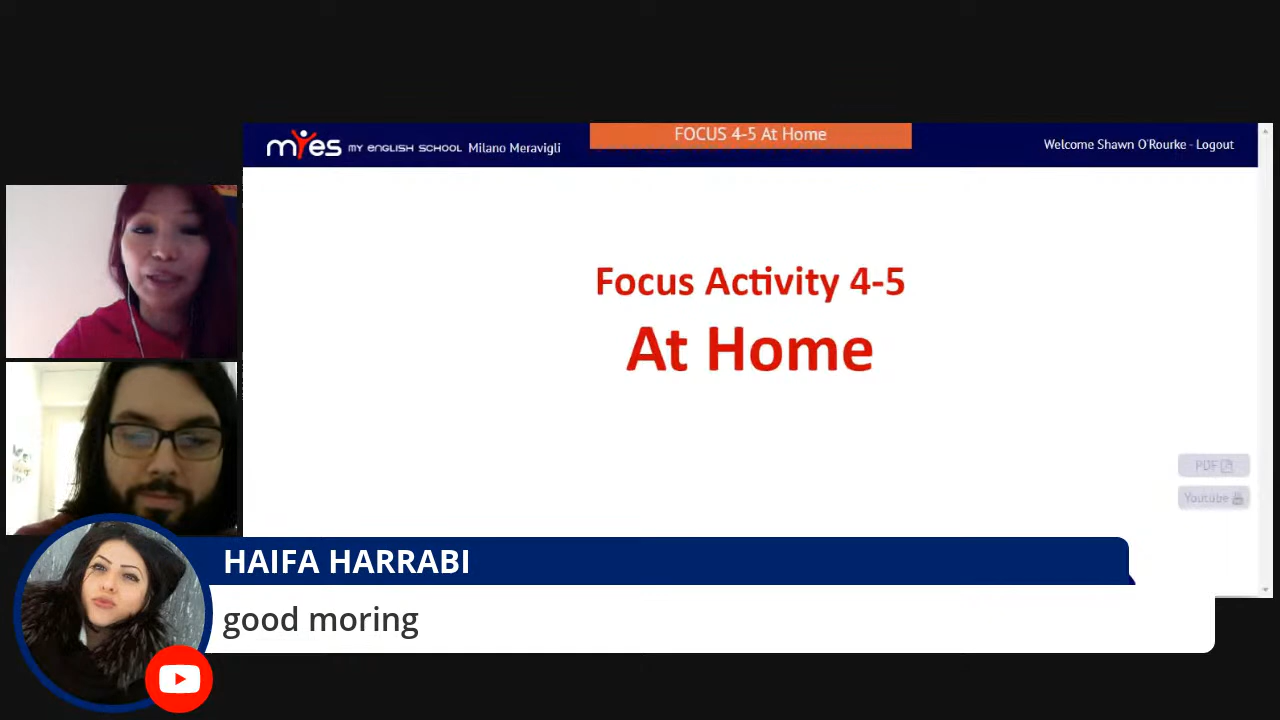 FOCUS 4-5 At Home
myes MY ENGLISH SCHOOL Milano Meravigli
Welcome Shawn O'Rourke - Logout
Focus Activity 4-5
At Home
PDF
Youtube
HAIFA HARRABI
good moring